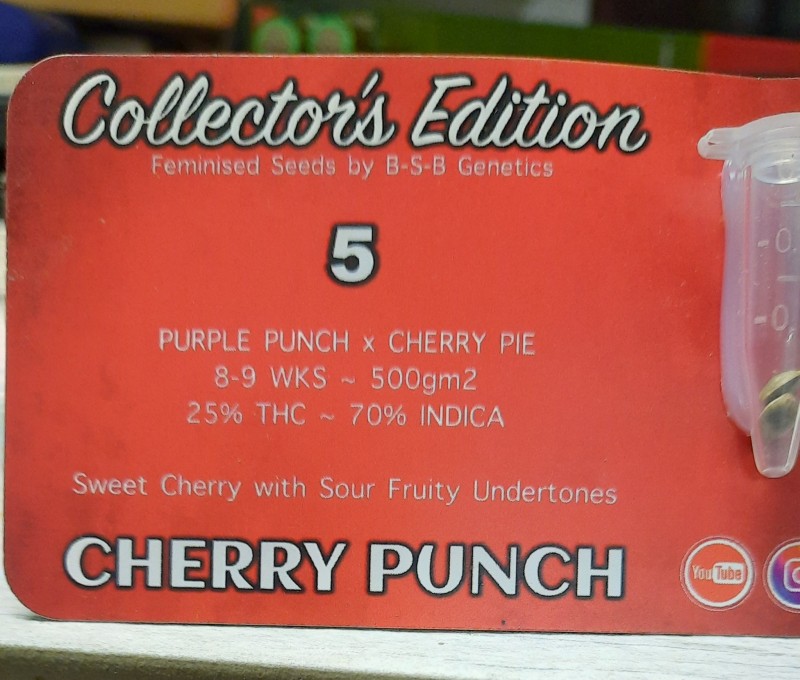 Collector's Edition
Feminised Seeds by B-S-B Genetics
5
PURPLE PUNCH x CHERRY PIE
8-9 WKS ~ 500gm2
25% THC ~ 70% INDICA
Sweet Cherry with Sour Fruity Undertones
CHERRY PUNCH
YouTube